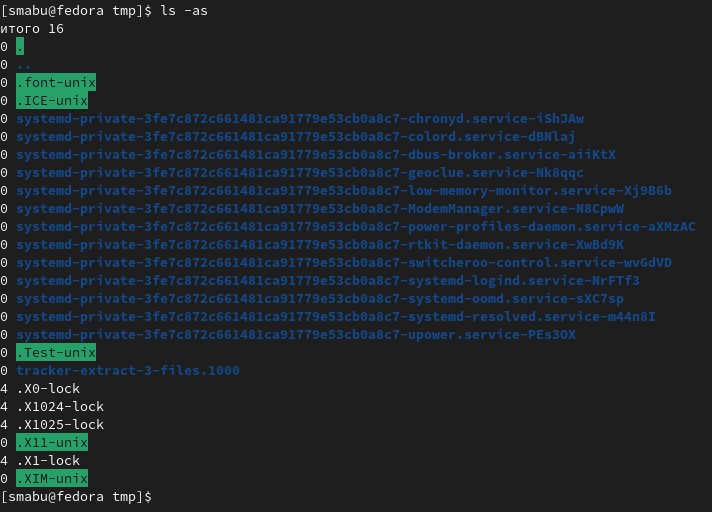 [smabu@fedora tmp]$ ls -as
итого 16
0 .
0 ..
0 .font-unix
0 .ICE-unix
0 systemd-private-3fe7c872c661481ca91779e53cb0a8c7-chronyd.service-iShJAw
0 systemd-private-3fe7c872c661481ca91779e53cb0a8c7-colord.service-dBNlaj
0 systemd-private-3fe7c872c661481ca91779e53cb0a8c7-dbus-broker.service-aiiKtX
0 systemd-private-3fe7c872c661481ca91779e53cb0a8c7-geoclue.service-Nk8qqc
0 systemd-private-3fe7c872c661481ca91779e53cb0a8c7-low-memory-monitor.service-Xj9B6b
0 systemd-private-3fe7c872c661481ca91779e53cb0a8c7-ModemManager.service-N8CpwW
0 systemd-private-3fe7c872c661481ca91779e53cb0a8c7-power-profiles-daemon.service-aXMzAC
0 systemd-private-3fe7c872c661481ca91779e53cb0a8c7-rtkit-daemon.service-XwBd9K
0 systemd-private-3fe7c872c661481ca91779e53cb0a8c7-switcheroo-control.service-wvGdVD
0 systemd-private-3fe7c872c661481ca91779e53cb0a8c7-systemd-logind.service-NrFTf3
0 systemd-private-3fe7c872c661481ca91779e53cb0a8c7-systemd-oomd.service-sXC7sp
0 systemd-private-3fe7c872c661481ca91779e53cb0a8c7-systemd-resolved.service-m44n8I
0 systemd-private-3fe7c872c661481ca91779e53cb0a8c7-upower.service-PEs3OX
0 .Test-unix
0 tracker-extract-3-files.1000
4 .X0-lock
4 .X1024-lock
4 .X1025-lock
0 .X11-unix
4 .X1-lock
0 .XIM-unix
[smabu@fedora tmp]$